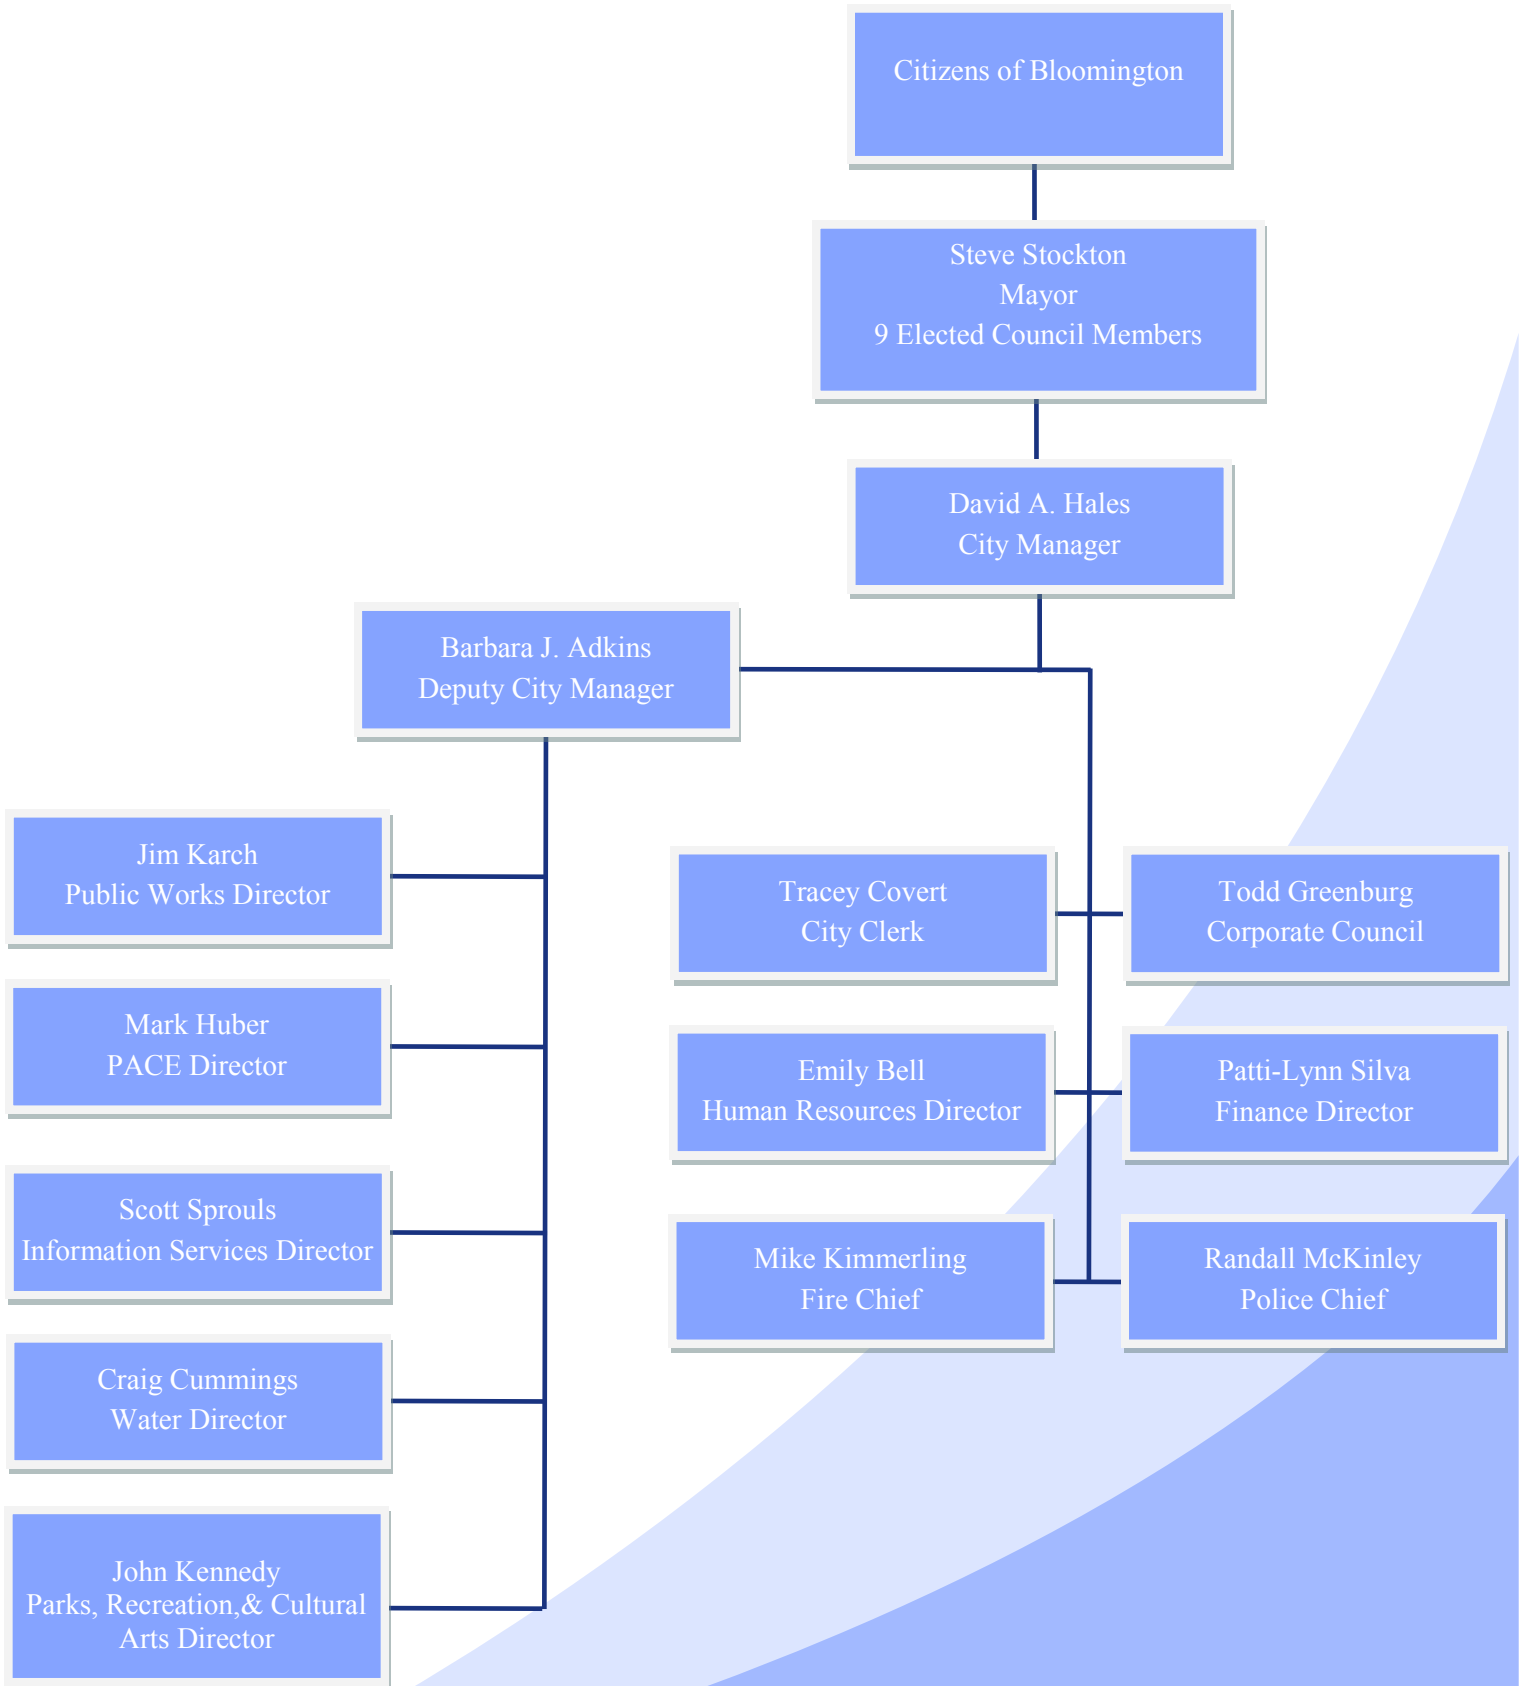 Citizens of Bloomington
Steve Stockton
Mayor
9 Elected Council Members
David A. Hales
City Manager
Barbara J. Adkins
Deputy City Manager
Jim Karch
Public Works Director
Mark Huber
PACE Director
Scott Sprouls
Information Services Director
Craig Cummings
Water Director
John Kennedy
Parks, Recreation,& Cultural
Arts Director
Tracey Covert
City Clerk
Todd Greenburg
Corporate Council
Emily Bell
Human Resources Director
Patti-Lynn Silva
Finance Director
Mike Kimmerling
Fire Chief
Randall McKinley
Police Chief